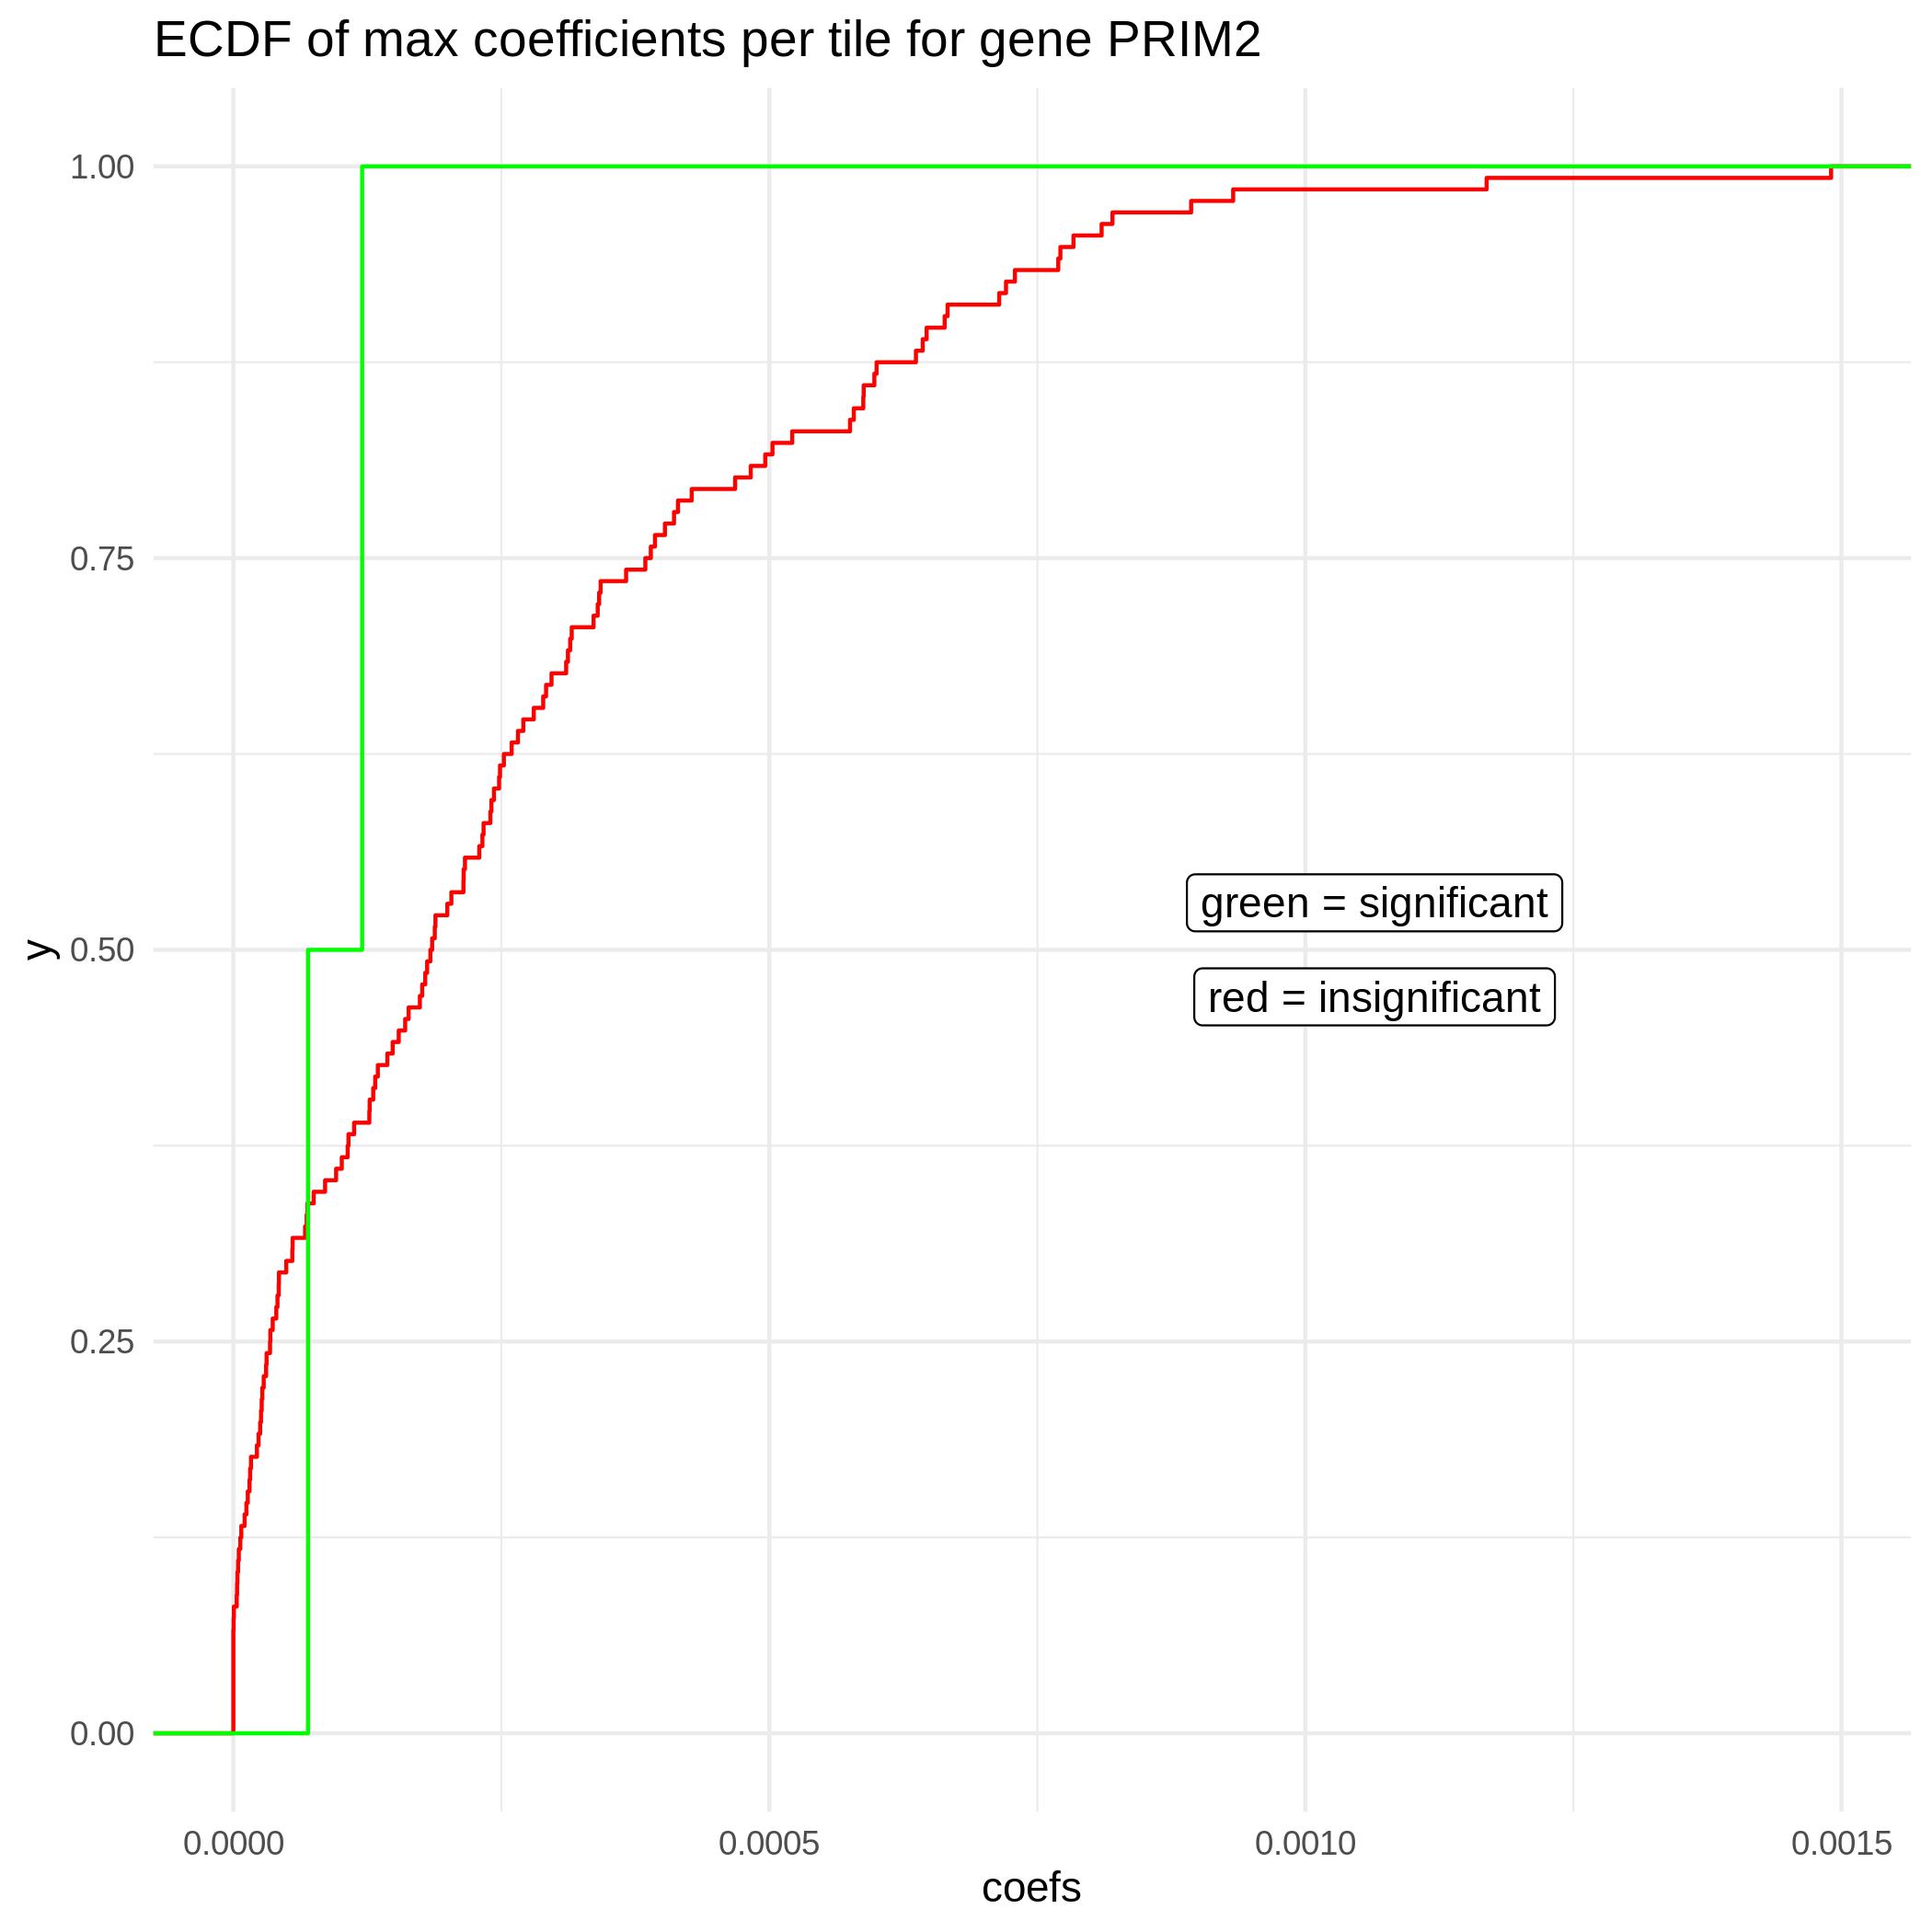 ECDF of max coefficients per tile for gene PRIM2
1.00
0.75
0.50
0.25
0.00
y
green = significant
red = insignificant
0.0000
0.0005
0.0010
0.0015
coefs